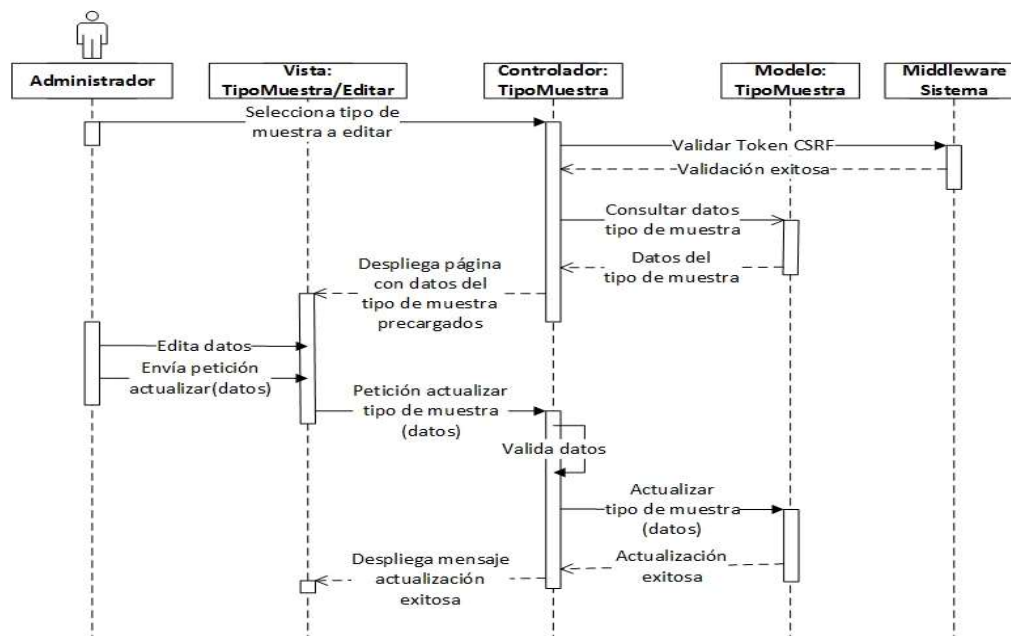 Administrador
Vista:
TipoMuestra/Editar
Controlador:
TipoMuestra
Modelo:
TipoMuestra
Middleware
Sistema
Selecciona tipo de
muestra a editar
Validar Token CSRF
Validación exitosa
Consultar datos
tipo de muestra
Datos del
tipo de muestra
Despliega página
con datos del
tipo de muestra
precargados
Edita datos
Envía petición
actualizar(datos)
Petición actualizar
tipo de muestra
(datos)
Valida datos
Actualizar
tipo de muestra
(datos)
Actualización
exitosa
Despliega mensaje
actualización
exitosa